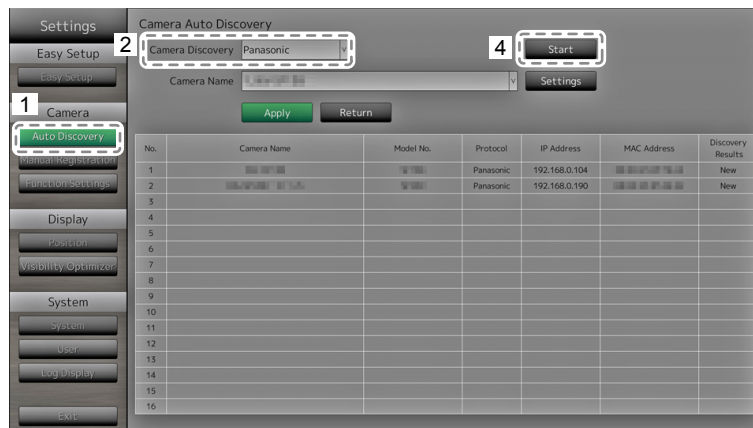 Settings
Easy Setup
Easy Setup
1
Camera
Auto Discovery
Manual Registration
Function Settings
Display
Position
Visibility Optimizer
System
System
User
Log Display
Exit
Camera Auto Discovery
2 Camera Discovery Panasonic v
4 Start
Camera Name v Settings
Apply Return
No. Camera Name Model No. Protocol IP Address MAC Address Discovery Results
1 Panasonic 192.168.0.104 New
2 Panasonic 192.168.0.190 New
3
4
5
6
7
8
9
10
11
12
13
14
15
16